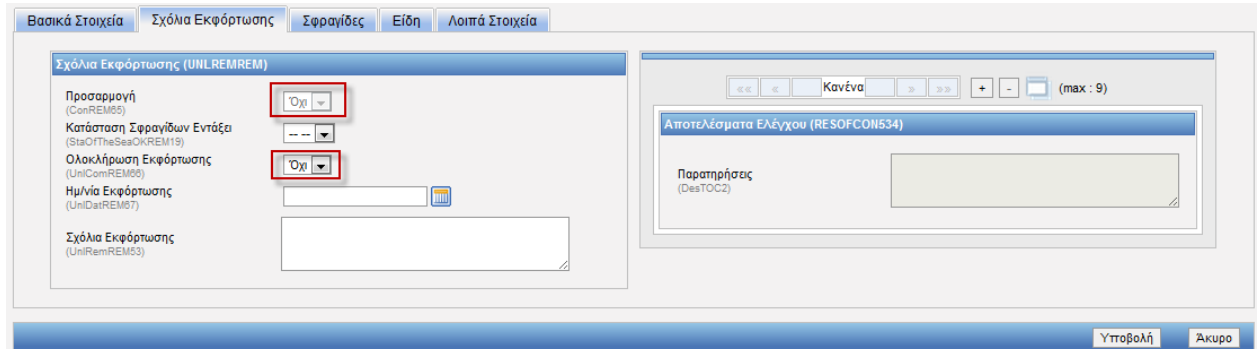 Βασικά Στοιχεία Σχόλια Εκφόρτωσης Σφραγίδες Είδη Λοιπά Στοιχεία
Σχόλια Εκφόρτωσης (UNLREMREM)
Προσαρμογή
(ConREM65)
Όχι
Κατάσταση Σφραγίδων Εντάξει
(StaOfTheSeaOKREM19)
-- --
Ολοκλήρωση Εκφόρτωσης
(UnlComREM66)
Όχι
Ημ/νία Εκφόρτωσης
(UnlDatREM67)
Σχόλια Εκφόρτωσης
(UnlRemREM53)
«« « Κανένα » »» + - (max : 9)
Αποτελέσματα Ελέγχου (RESOFCON534)
Παρατηρήσεις
(DesTOC2)
Υποβολή Άκυρο